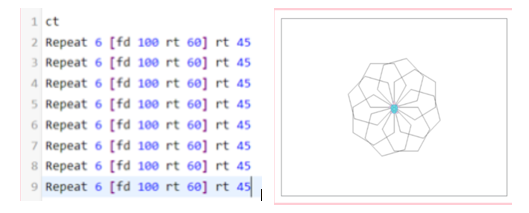 1 ct
2 Repeat 6 [fd 100 rt 60] rt 45
3 Repeat 6 [fd 100 rt 60] rt 45
4 Repeat 6 [fd 100 rt 60] rt 45
5 Repeat 6 [fd 100 rt 60] rt 45
6 Repeat 6 [fd 100 rt 60] rt 45
7 Repeat 6 [fd 100 rt 60] rt 45
8 Repeat 6 [fd 100 rt 60] rt 45
9 Repeat 6 [fd 100 rt 60] rt 45